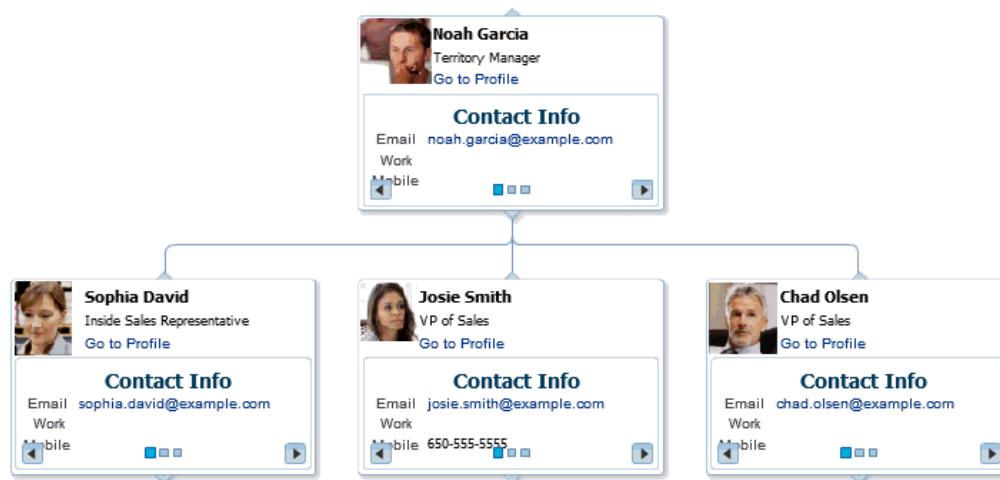 Noah Garcia
Territory Manager
Go to Profile
Contact Info
Email noah.garcia@example.com
Work
Mobile
Sophia David
Inside Sales Representative
Go to Profile
Contact Info
Email sophia.david@example.com
Work
Mobile
Josie Smith
VP of Sales
Go to Profile
Contact Info
Email josie.smith@example.com
Work
Mobile 650-555-5555
Chad Olsen
VP of Sales
Go to Profile
Contact Info
Email chad.olsen@example.com
Work
Mobile